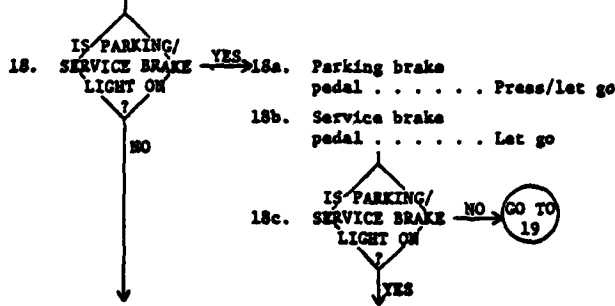 IS PARKING/
18. SERVICE BRAKE YES 18a. Parking brake
LIGHT ON pedal . . . . . . Press/let go
?
18b. Service brake
NO pedal . . . . . . Let go
IS PARKING/
18c. SERVICE BRAKE NO GO TO
LIGHT ON 19
?
YES